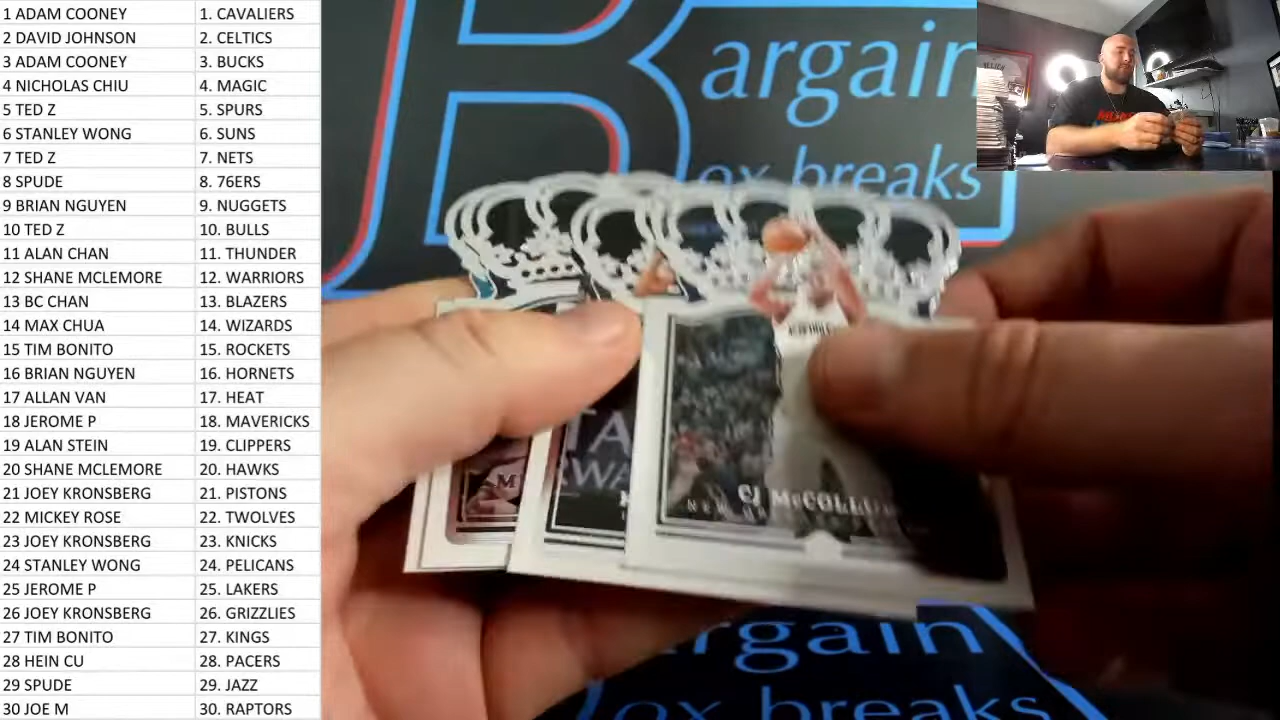 1 ADAM COONEY 1. CAVALIERS
2 DAVID JOHNSON 2. CELTICS
3 ADAM COONEY 3. BUCKS
4 NICHOLAS CHIU 4. MAGIC
5 TED Z 5. SPURS
6 STANLEY WONG 6. SUNS
7 TED Z 7. NETS
8 SPUDE 8. 76ERS
9 BRIAN NGUYEN 9. NUGGETS
10 TED Z 10. BULLS
11 ALAN CHAN 11. THUNDER
12 SHANE MCLEMORE 12. WARRIORS
13 BC CHAN 13. BLAZERS
14 MAX CHUA 14. WIZARDS
15 TIM BONITO 15. ROCKETS
16 BRIAN NGUYEN 16. HORNETS
17 ALLAN VAN 17. HEAT
18 JEROME P 18. MAVERICKS
19 ALAN STEIN 19. CLIPPERS
20 SHANE MCLEMORE 20. HAWKS
21 JOEY KRONSBERG 21. PISTONS
22 MICKEY ROSE 22. TWOLVES
23 JOEY KRONSBERG 23. KNICKS
24 STANLEY WONG 24. PELICANS
25 JEROME P 25. LAKERS
26 JOEY KRONSBERG 26. GRIZZLIES
27 TIM BONITO 27. KINGS
28 HEIN CU 28. PACERS
29 SPUDE 29. JAZZ
30 JOE M 30. RAPTORS
Bargain
ox breaks
CJ McCOLLU
NEW
argain
ox breaks